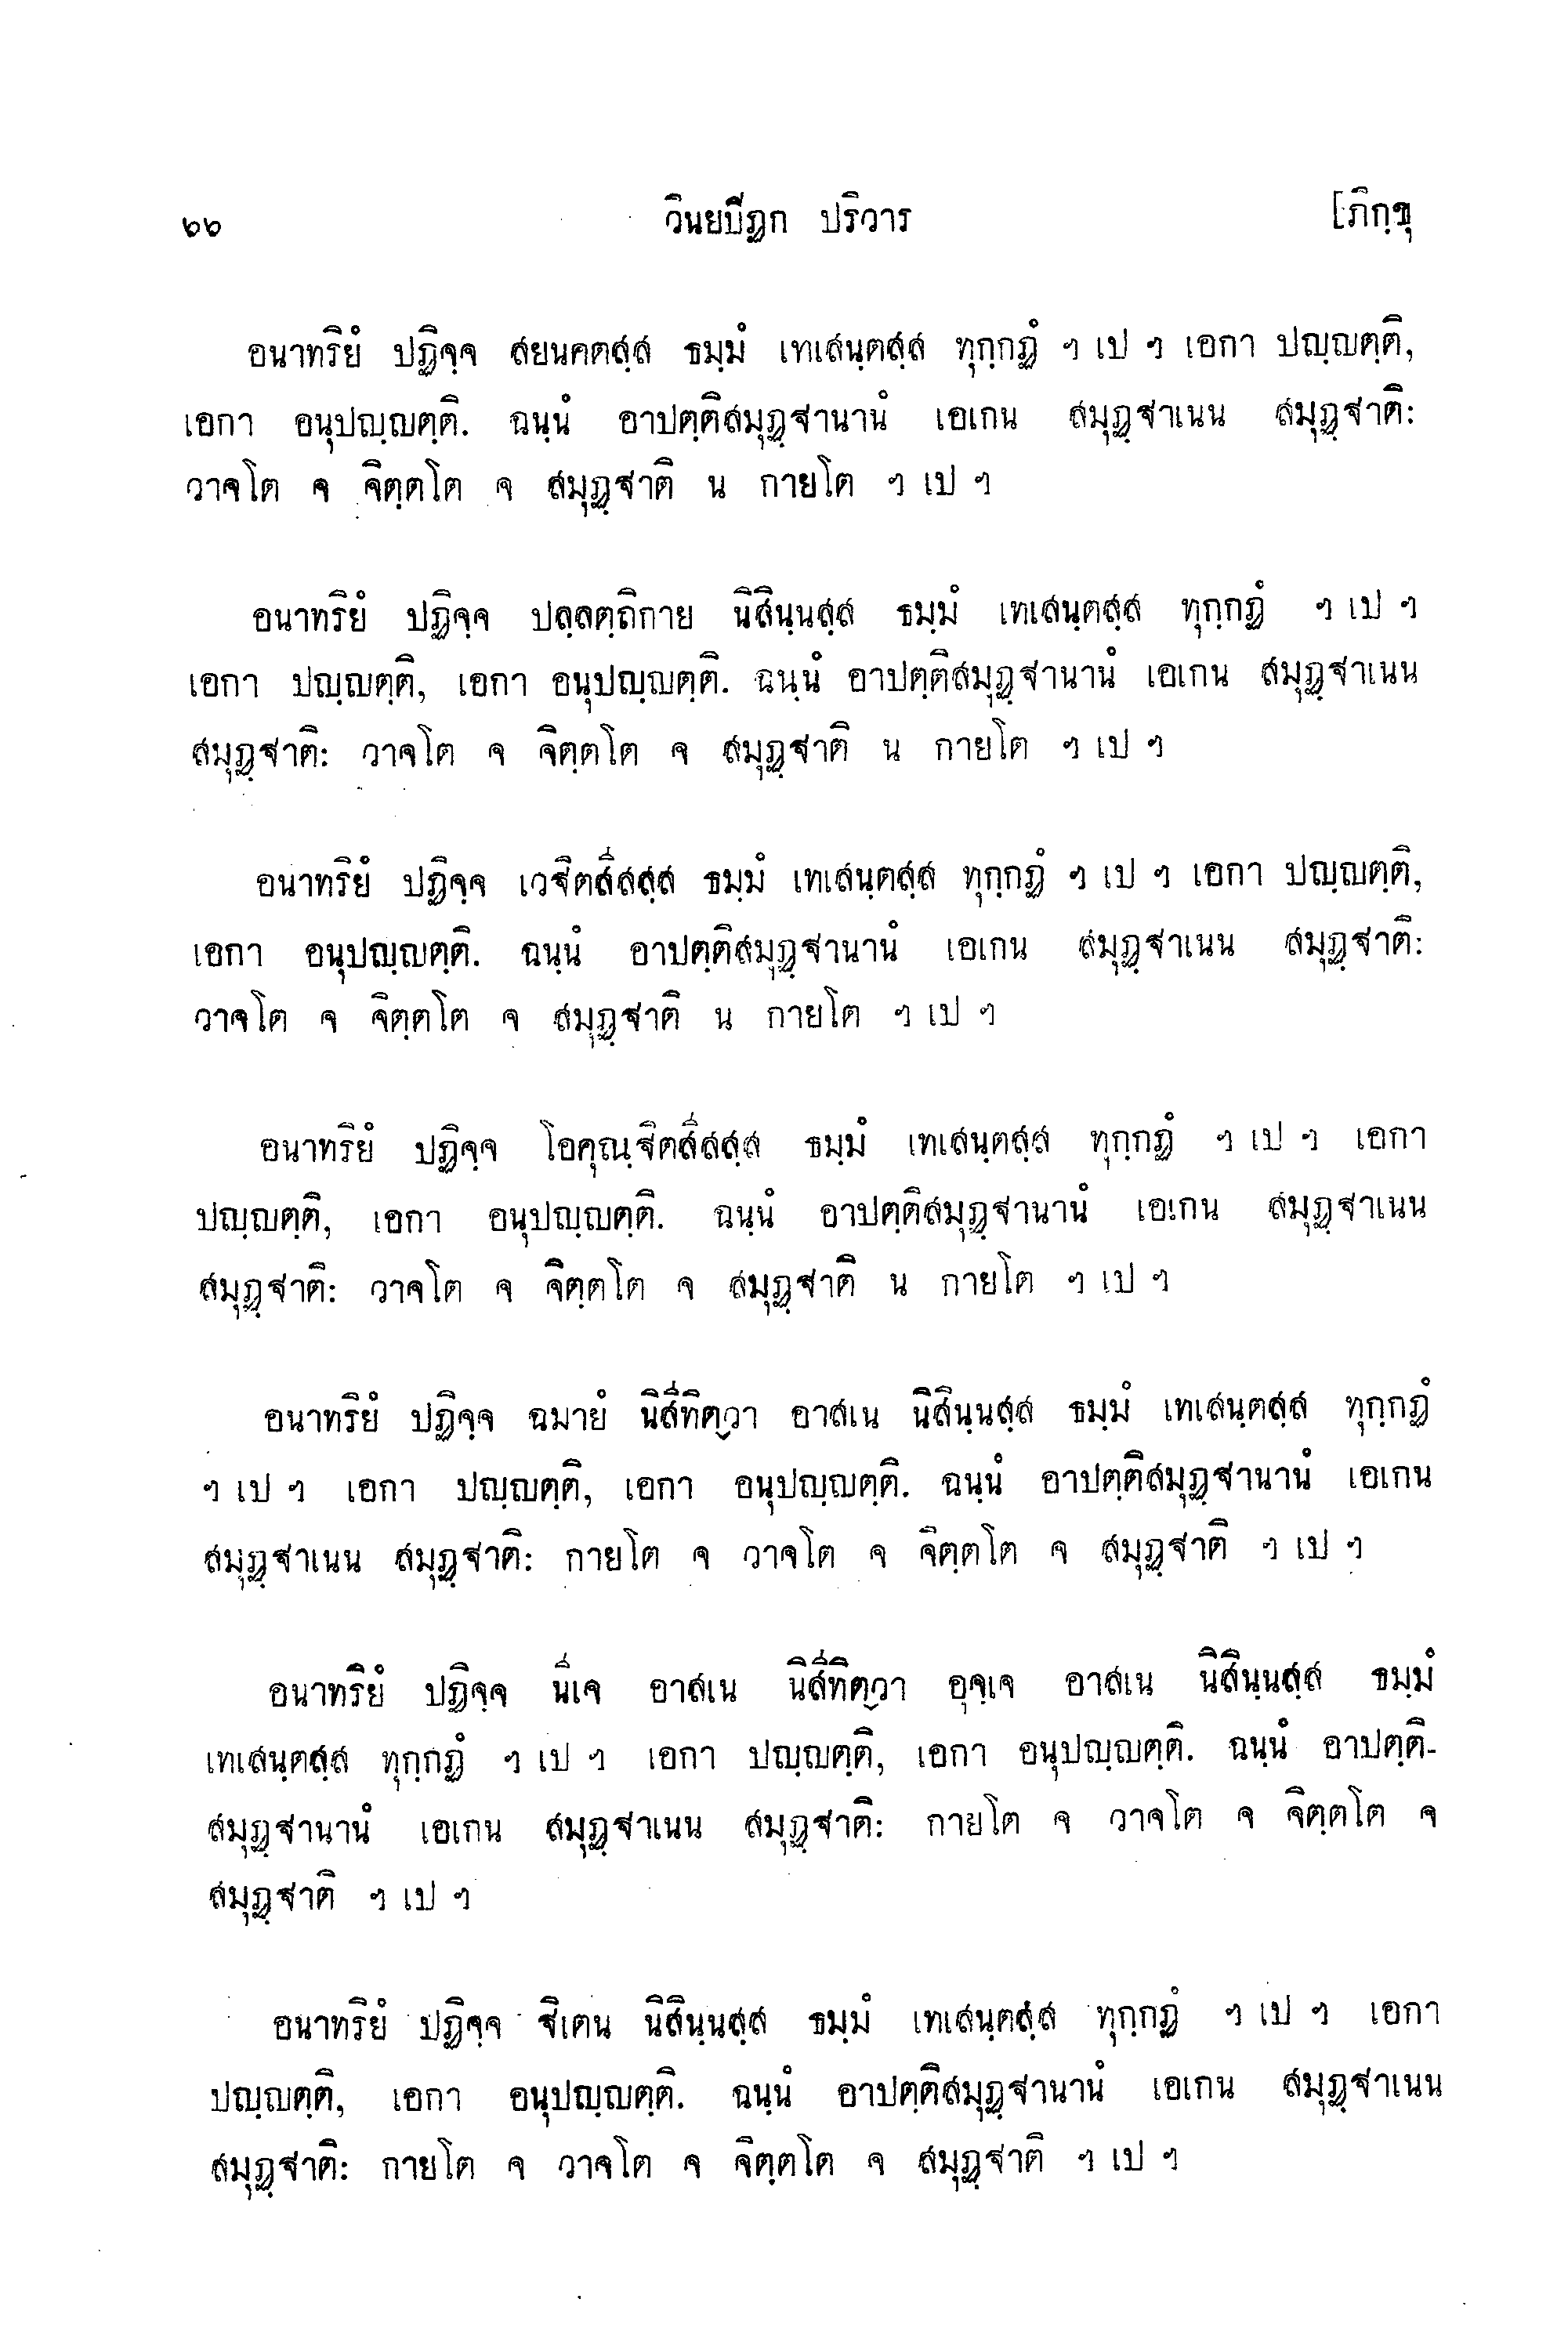 ๖๖ วินยปิฏก ปริวาร [ภิกฺขุ
อนาทริยํ ปฏิจฺจ สยนคตสฺส ธมฺมํ เทเสนฺตสฺส ทุกฺกฏํ ฯ เป ฯ เอกา ปญฺญตฺติ,
เอกา อนุปญฺญตฺติ. ฉนฺนํ อาปตฺติสมุฏฺฐานานํ เอเกน สมุฏฺฐาเนน สมุฏฺฐาติ:
วาจโต จ จิตฺตโต จ สมุฏฺฐาติ น กายโต ฯ เป ฯ
อนาทริยํ ปฏิจฺจ ปลฺลตฺถิกาย นิสินฺนสฺส ธมฺมํ เทเสนฺตสฺส ทุกฺกฏํ ฯ เป ฯ
เอกา ปญฺญตฺติ, เอกา อนุปญฺญตฺติ. ฉนฺนํ อาปตฺติสมุฏฺฐานานํ เอเกน สมุฏฺฐาเนน
สมุฏฺฐาติ: วาจโต จ จิตฺตโต จ สมุฏฺฐาติ น กายโต ฯ เป ฯ
อนาทริยํ ปฏิจฺจ เวฐิตสีสสฺส ธมฺมํ เทเสนฺตสฺส ทุกฺกฏํ ฯ เป ฯ เอกา ปญฺญตฺติ,
เอกา อนุปญฺญตฺติ. ฉนฺนํ อาปตฺติสมุฏฺฐานานํ เอเกน สมุฏฺฐาเนน สมุฏฺฐาติ:
วาจโต จ จิตฺตโต จ สมุฏฺฐาติ น กายโต ฯ เป ฯ
อนาทริยํ ปฏิจฺจ โอคุณฺฐิตสีสสฺส ธมฺมํ เทเสนฺตสฺส ทุกฺกฏํ ฯ เป ฯ เอกา
ปญฺญตฺติ, เอกา อนุปญฺญตฺติ. ฉนฺนํ อาปตฺติสมุฏฺฐานานํ เอเกน สมุฏฺฐาเนน
สมุฏฺฐาติ: วาจโต จ จิตฺตโต จ สมุฏฺฐาติ น กายโต ฯ เป ฯ
อนาทริยํ ปฏิจฺจ ฉมายํ นิสีทิตฺวา อาสเน นิสินฺนสฺส ธมฺมํ เทเสนฺตสฺส ทุกฺกฏํ
ฯ เป ฯ เอกา ปญฺญตฺติ, เอกา อนุปญฺญตฺติ. ฉนฺนํ อาปตฺติสมุฏฺฐานานํ เอเกน
สมุฏฺฐาเนน สมุฏฺฐาติ: กายโต จ วาจโต จ จิตฺตโต จ สมุฏฺฐาติ ฯ เป ฯ
อนาทริยํ ปฏิจฺจ นีเจ อาสเน นิสีทิตฺวา อุจฺเจ อาสเน นิสินฺนสฺส ธมฺมํ
เทเสนฺตสฺส ทุกฺกฏํ ฯ เป ฯ เอกา ปญฺญตฺติ, เอกา อนุปญฺญตฺติ. ฉนฺนํ อาปตฺติ-
สมุฏฺฐานานํ เอเกน สมุฏฺฐาเนน สมุฏฺฐาติ: กายโต จ วาจโต จ จิตฺตโต จ
สมุฏฺฐาติ ฯ เป ฯ
อนาทริยํ ปฏิจฺจ ฐิเตน นิสินฺนสฺส ธมฺมํ เทเสนฺตสฺส ทุกฺกฏํ ฯ เป ฯ เอกา
ปญฺญตฺติ, เอกา อนุปญฺญตฺติ. ฉนฺนํ อาปตฺติสมุฏฺฐานานํ เอเกน สมุฏฺฐาเนน
สมุฏฺฐาติ: กายโต จ วาจโต จ จิตฺตโต จ สมุฏฺฐาติ ฯ เป ฯ